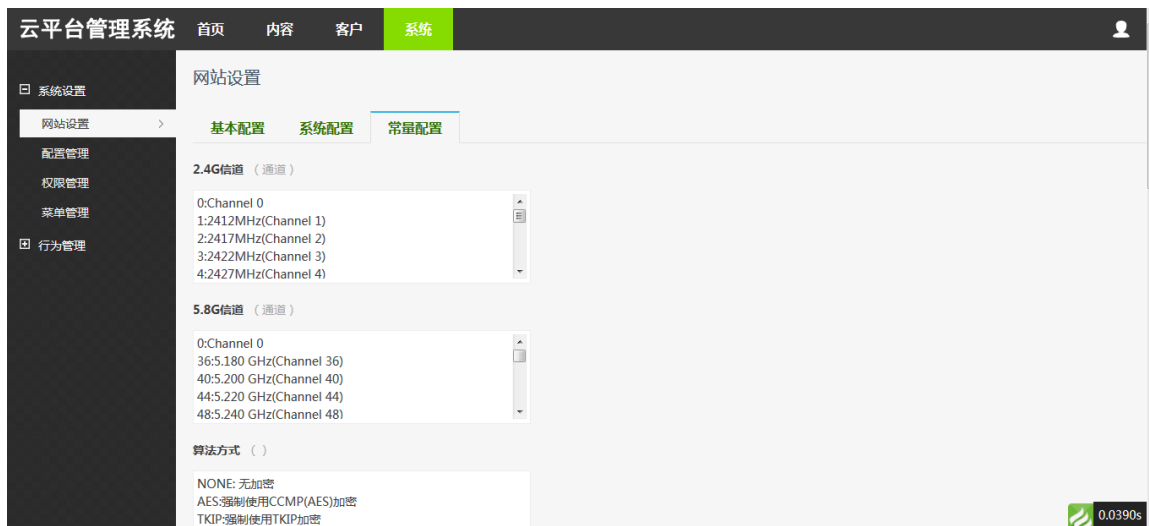 云平台管理系统 首页 内容 客户 系统
系统设置
网站设置
配置管理
权限管理
菜单管理
行为管理
网站设置
基本配置 系统配置 常量配置
2.4G信道 （通道）
0:Channel 0
1:2412MHz(Channel 1)
2:2417MHz(Channel 2)
3:2422MHz(Channel 3)
4:2427MHz(Channel 4)
5.8G信道 （通道）
0:Channel 0
36:5.180 GHz(Channel 36)
40:5.200 GHz(Channel 40)
44:5.220 GHz(Channel 44)
48:5.240 GHz(Channel 48)
算法方式 （ ）
NONE: 无加密
AES:强制使用CCMP(AES)加密
TKIP:强制使用TKIP加密
0.0390s